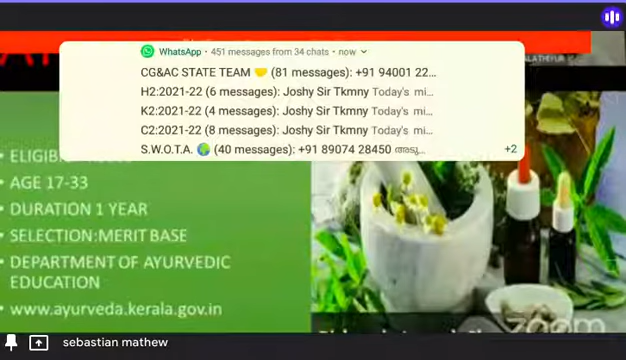 WhatsApp • 451 messages from 34 chats • now
CG&AC STATE TEAM 🤝 (81 messages): +91 94001 22...
H2:2021-22 (6 messages): Joshy Sir Tkmny Today's mi...
K2:2021-22 (4 messages): Joshy Sir Tkmny Today's mi...
C2:2021-22 (8 messages): Joshy Sir Tkmny Today's mi...
S.W.O.T.A. 🌍 (40 messages): +91 89074 28450 അടു...
+2
• AGE 17-33
• DURATION 1 YEAR
• SELECTION:MERIT BASE
• DEPARTMENT OF AYURVEDIC
EDUCATION
• www.ayurveda.kerala.gov.in
zoom
sebastian mathew